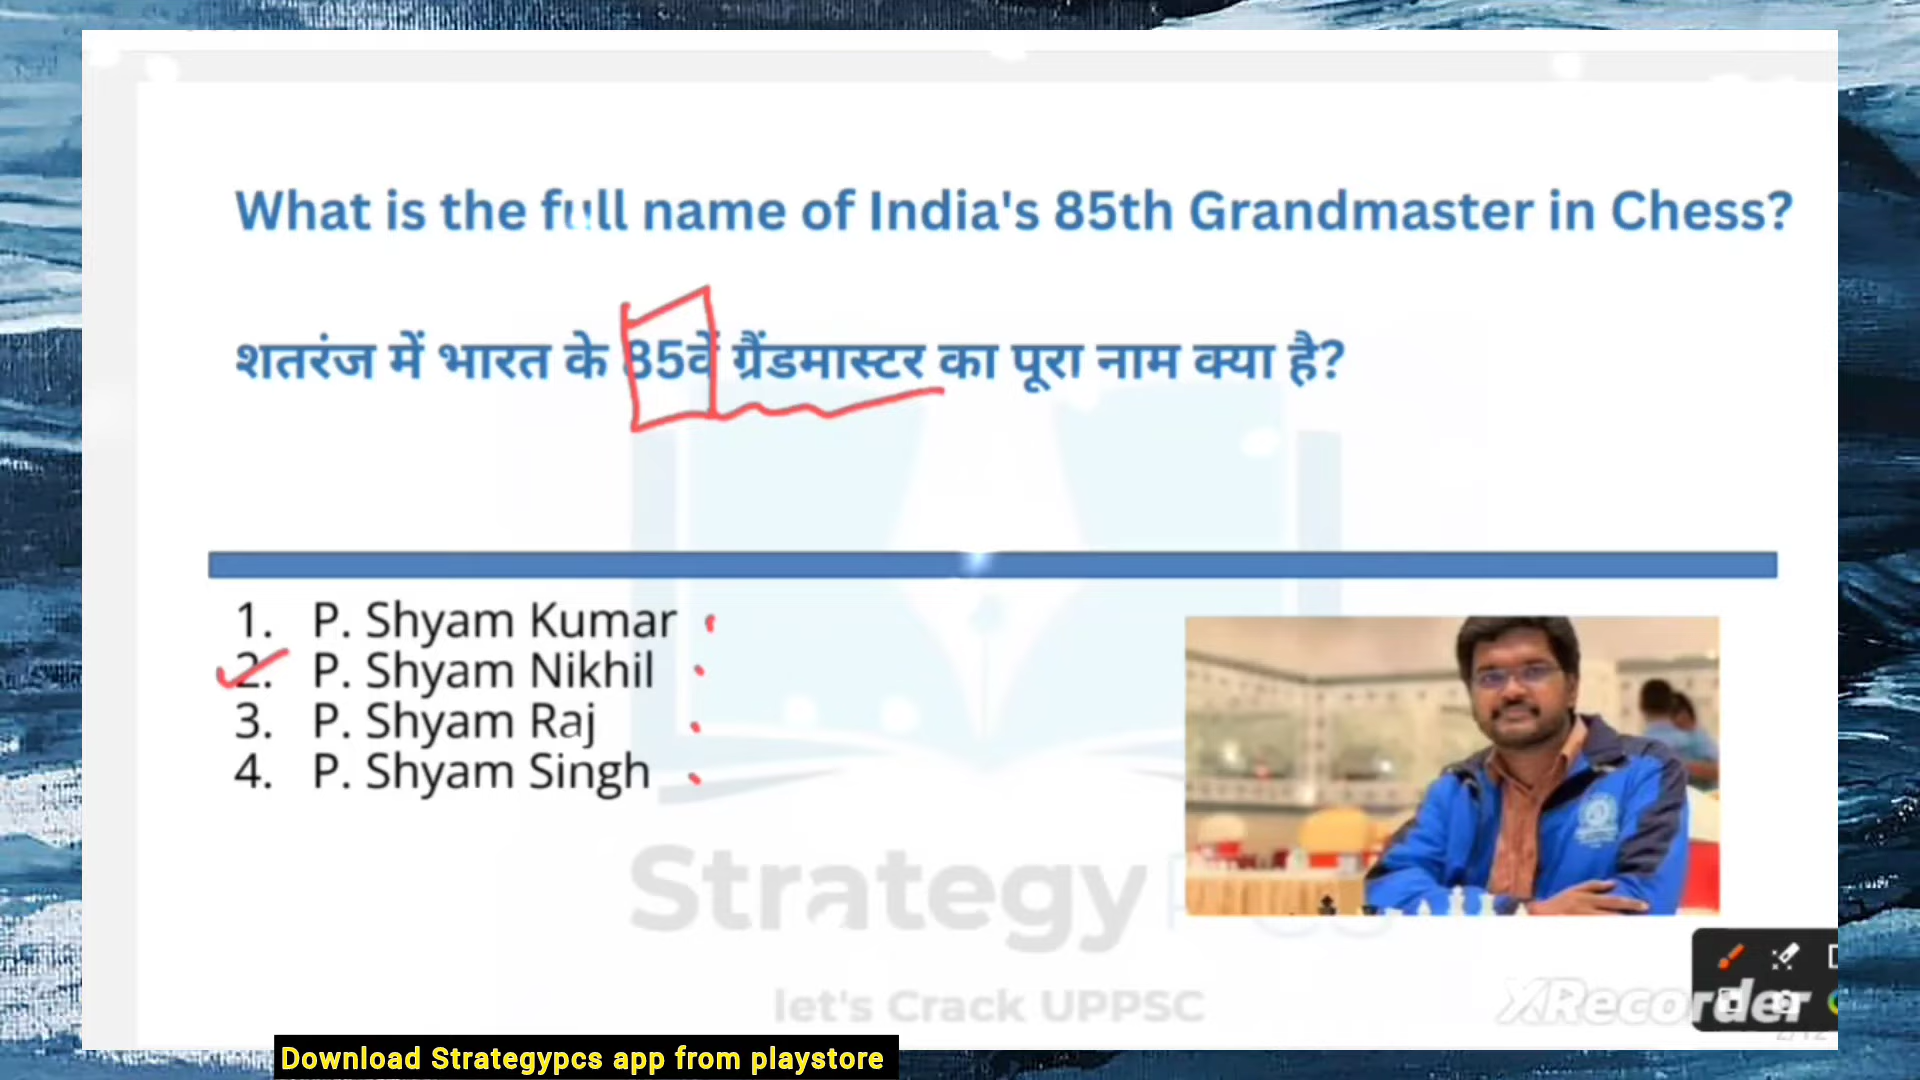 What is the full name of India's 85th Grandmaster in Chess?
शतरंज में भारत के 85वें ग्रैंडमास्टर का पूरा नाम क्या है?
1. P. Shyam Kumar
2. P. Shyam Nikhil
3. P. Shyam Raj
4. P. Shyam Singh
Strategy
let's Crack UPPSC
XRecorder
Download Strategypcs app from playstore